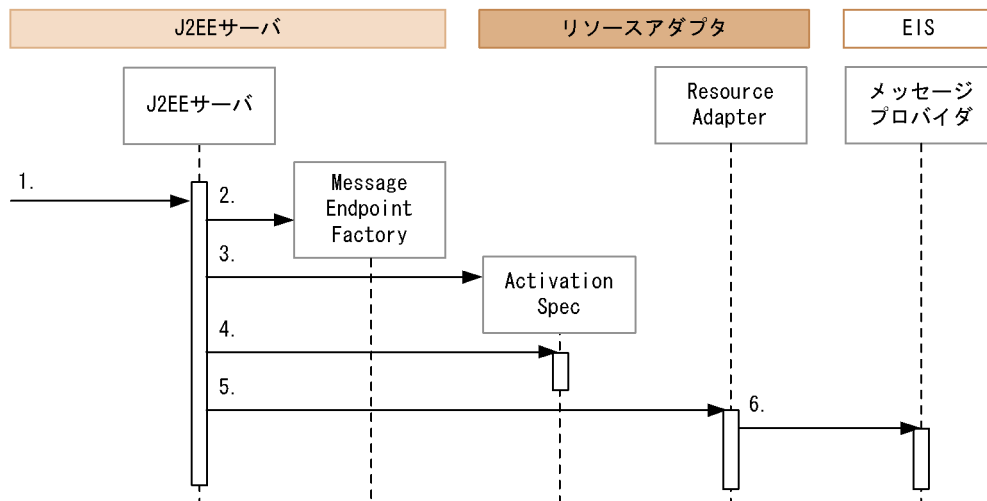 J2EEサーバ
リソースアダプタ
EIS
J2EEサーバ
Resource
Adapter
メッセージ
プロバイダ
1.
2.
Message
Endpoint
Factory
3.
Activation
Spec
4.
5.
6.